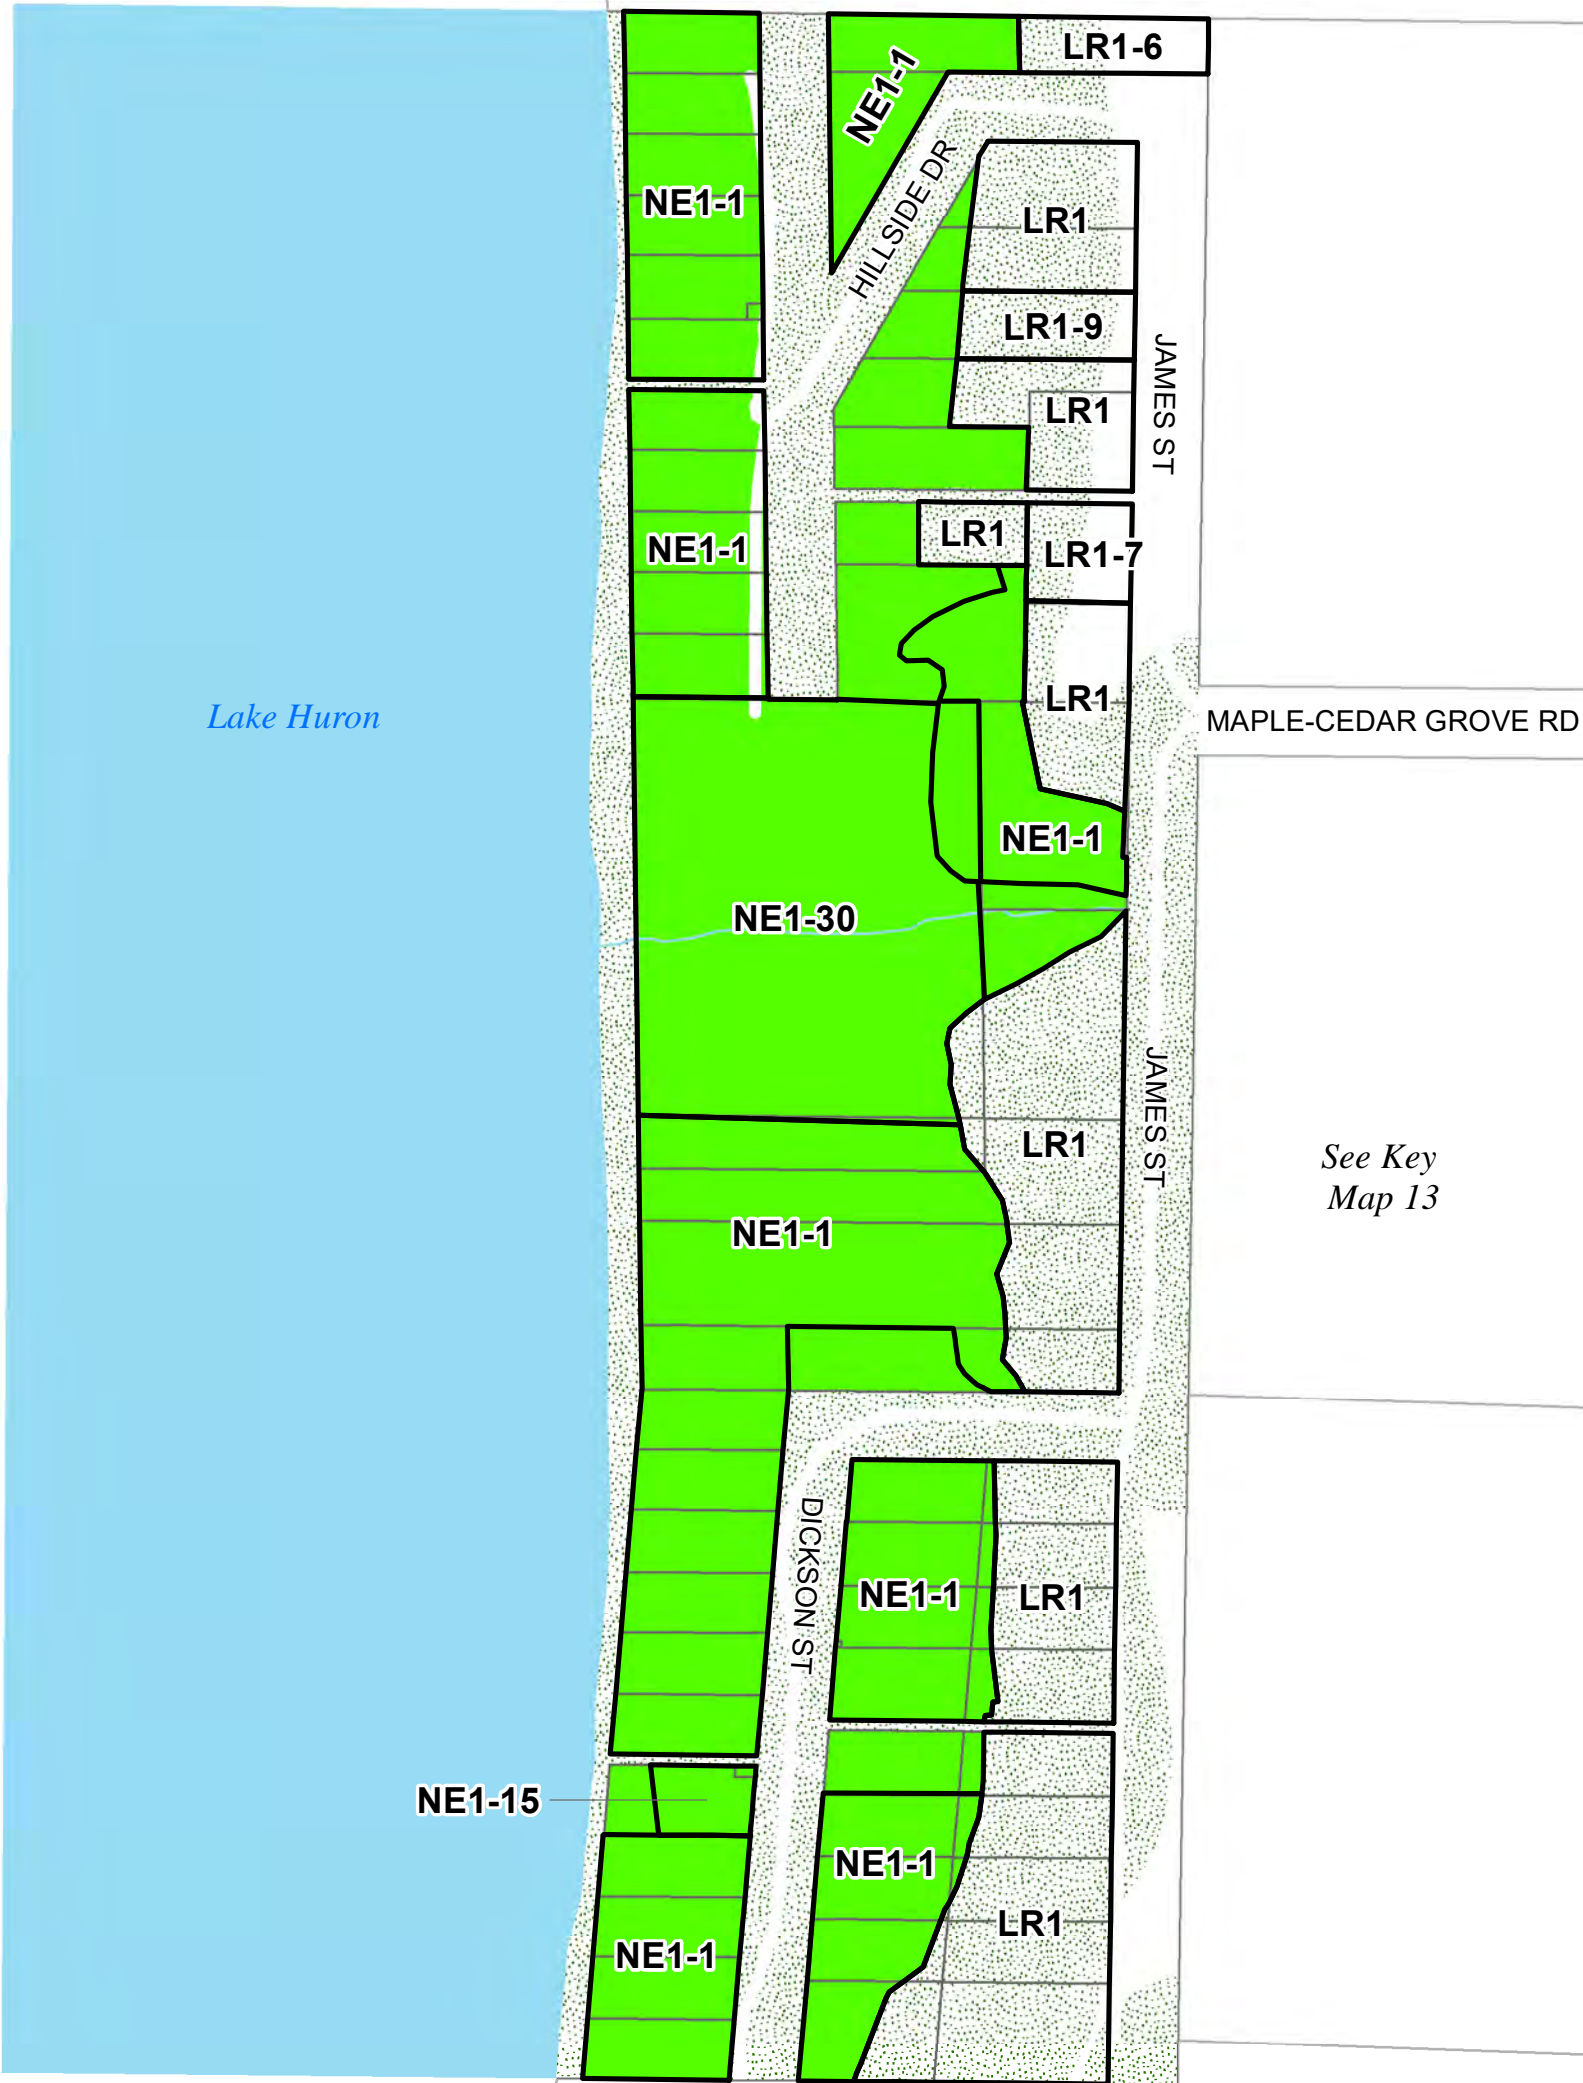 LR1-6
NE1-1
HILLSIDE DR
NE1-1
LR1
LR1-9
JAMES ST
LR1
LR1
LR1-7
NE1-1
LR1
Lake Huron
MAPLE-CEDAR GROVE RD
NE1-1
NE1-30
JAMES ST
LR1
See Key
Map 13
NE1-1
DICKSON ST
NE1-1
LR1
NE1-15
NE1-1
LR1
NE1-1